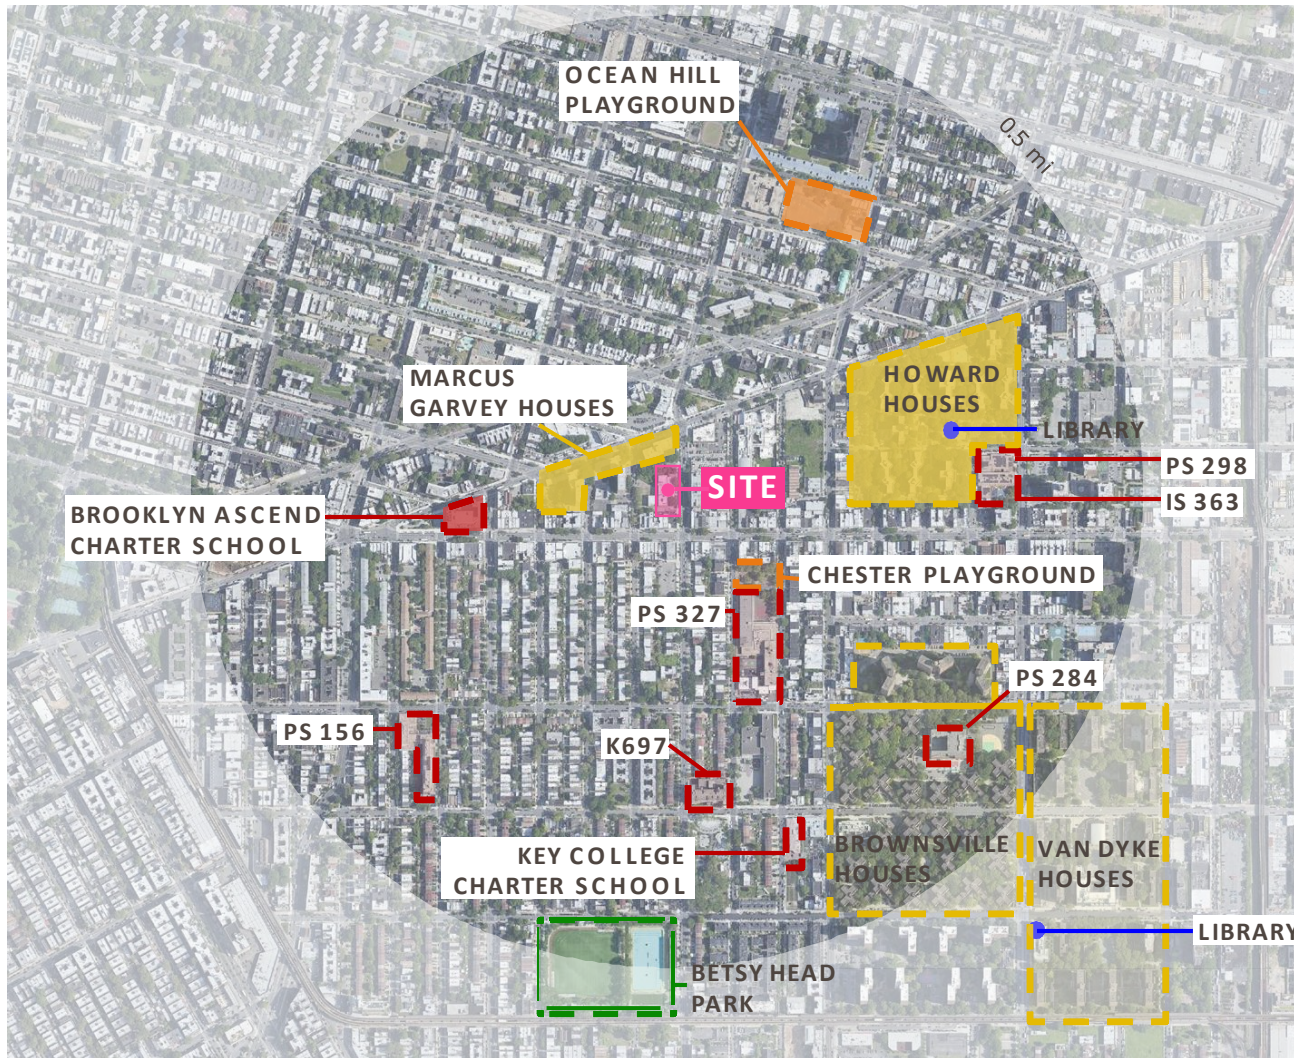 OCEAN HILL
PLAYGROUND
0.5 mi
MARCUS
GARVEY HOUSES
HOWARD
HOUSES
LIBRARY
PS 298
SITE
IS 363
BROOKLYN ASCEND
CHARTER SCHOOL
CHESTER PLAYGROUND
PS 327
PS 284
PS 156
K697
KEY COLLEGE
CHARTER SCHOOL
BROWNSVILLE
HOUSES
VAN DYKE
HOUSES
LIBRARY
BETSY HEAD
PARK